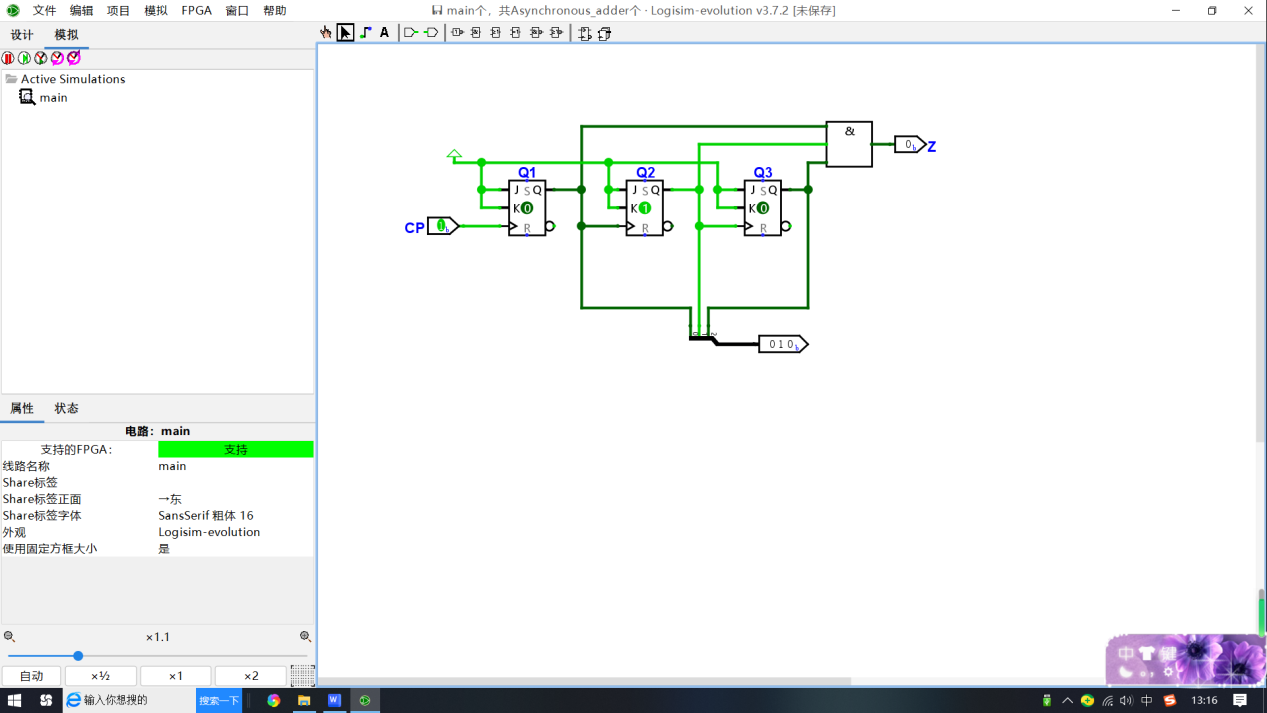 main个，共Asynchronous_adder个 · Logisim-evolution v3.7.2 [未保存]
文件 编辑 项目 模拟 FPGA 窗口 帮助
设计 模拟
A
Active Simulations
main
&
0b Z
Q1 Q2 Q3
J S Q J S Q J S Q
K 0 K 1 K 0
CP 1b R R R
0 1 2
0 1 0b
属性 状态
电路： main
支持的FPGA： 支持
线路名称 main
Share标签
Share标签正面 →东
Share标签字体 SansSerif 粗体 16
外观 Logisim-evolution
使用固定方框大小 是
×1.1
自动 ×½ ×1 ×2
中 键
输入你想搜的 搜索一下
W
中 S 13:16